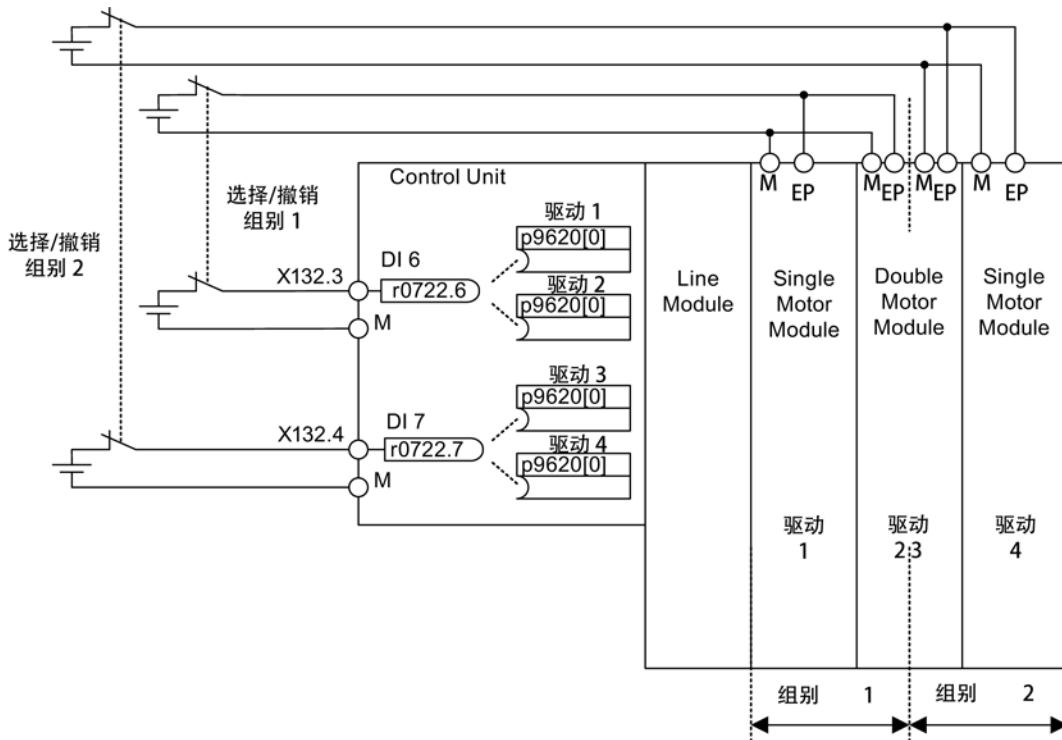 M
EP
M
EP
M
EP
M
EP
Control Unit
选择/撤销
组别 1
选择/撤销
组别 2
驱动 1
p9620[0]
X132.3
DI 6
r0722.6
驱动 2
p9620[0]
M
Line
Module
Single
Motor
Module
Double
Motor
Module
Single
Motor
Module
驱动 3
p9620[0]
X132.4
DI 7
r0722.7
驱动 4
p9620[0]
M
驱动
1
驱动
2 3
驱动
4
组别 1
组别 2